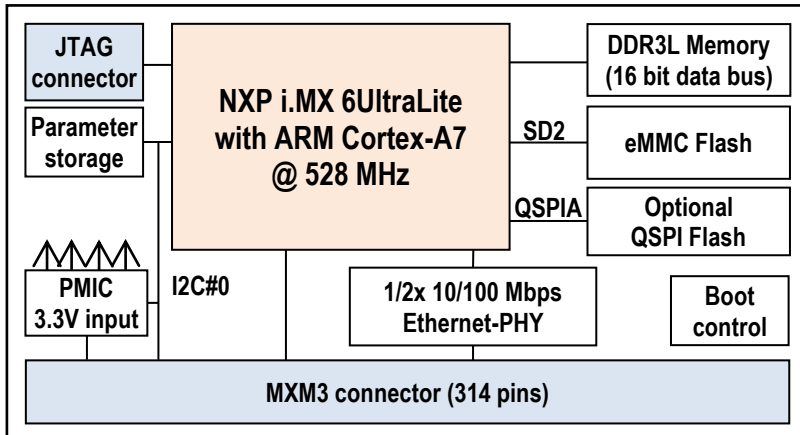 JTAG
connector
NXP i.MX 6UltraLite
with ARM Cortex-A7
@ 528 MHz
DDR3L Memory
(16 bit data bus)
Parameter
storage
SD2
eMMC Flash
QSPIA
Optional
QSPI Flash
PMIC
3.3V input
I2C#0
1/2x 10/100 Mbps
Ethernet-PHY
Boot
control
MXM3 connector (314 pins)